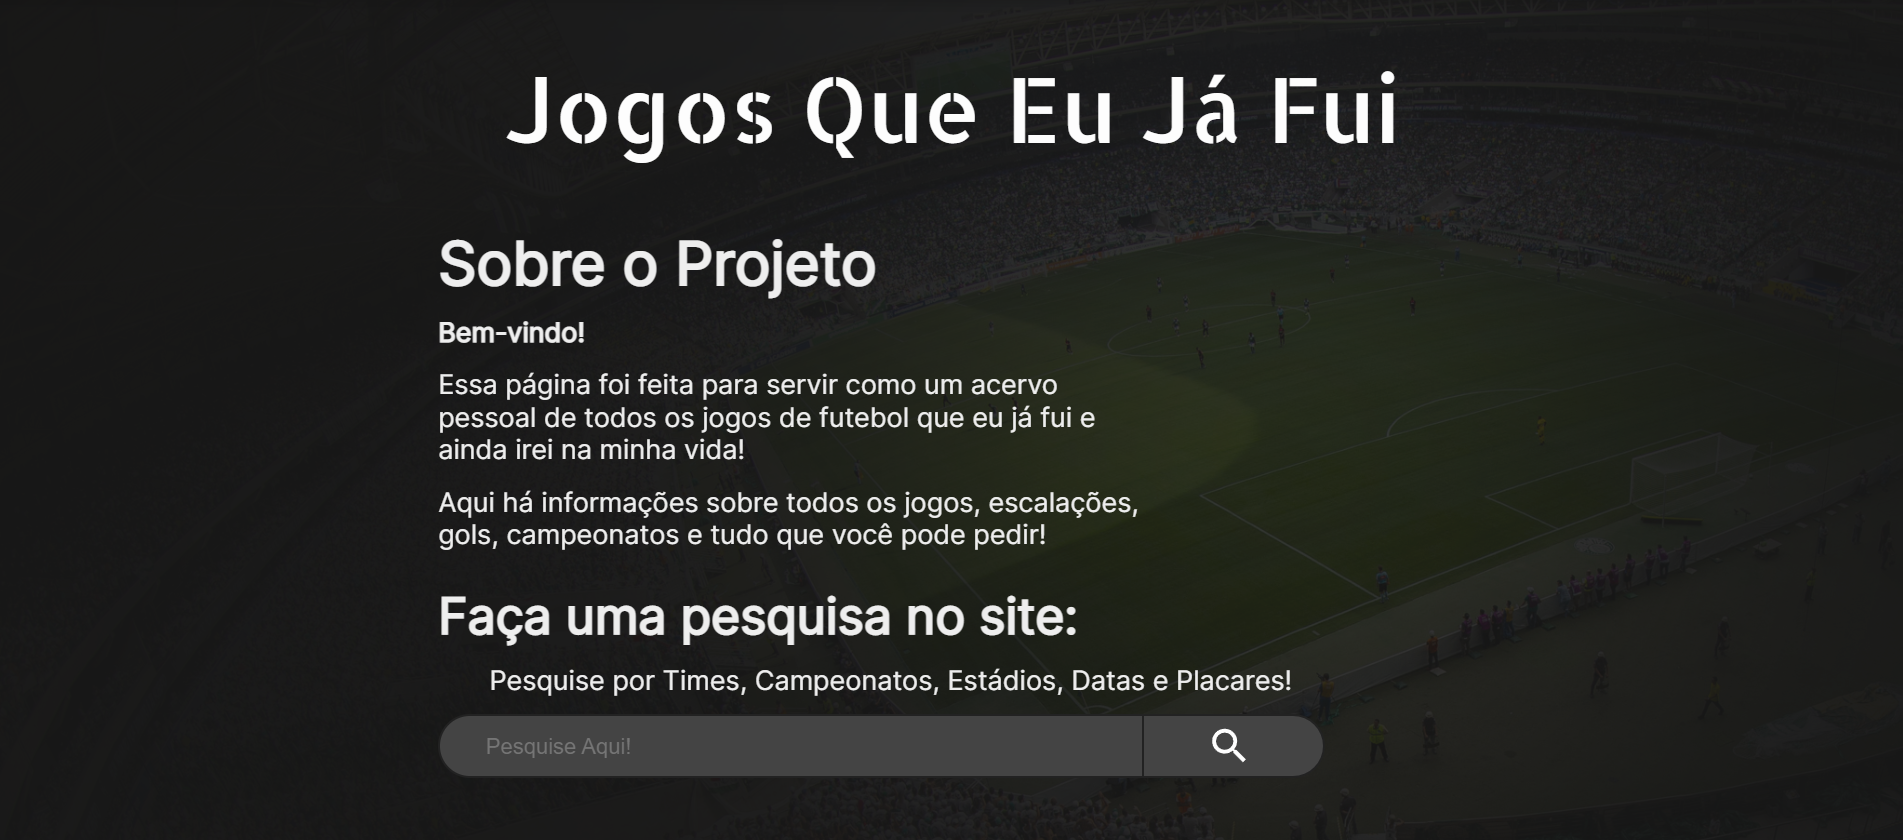 Jogos Que Eu Já Fui
Sobre o Projeto
Bem-vindo!
Essa página foi feita para servir como um acervo
pessoal de todos os jogos de futebol que eu já fui e
ainda irei na minha vida!
Aqui há informações sobre todos os jogos, escalações,
gols, campeonatos e tudo que você pode pedir!
Faça uma pesquisa no site:
Pesquise por Times, Campeonatos, Estádios, Datas e Placares!
Pesquise Aqui!